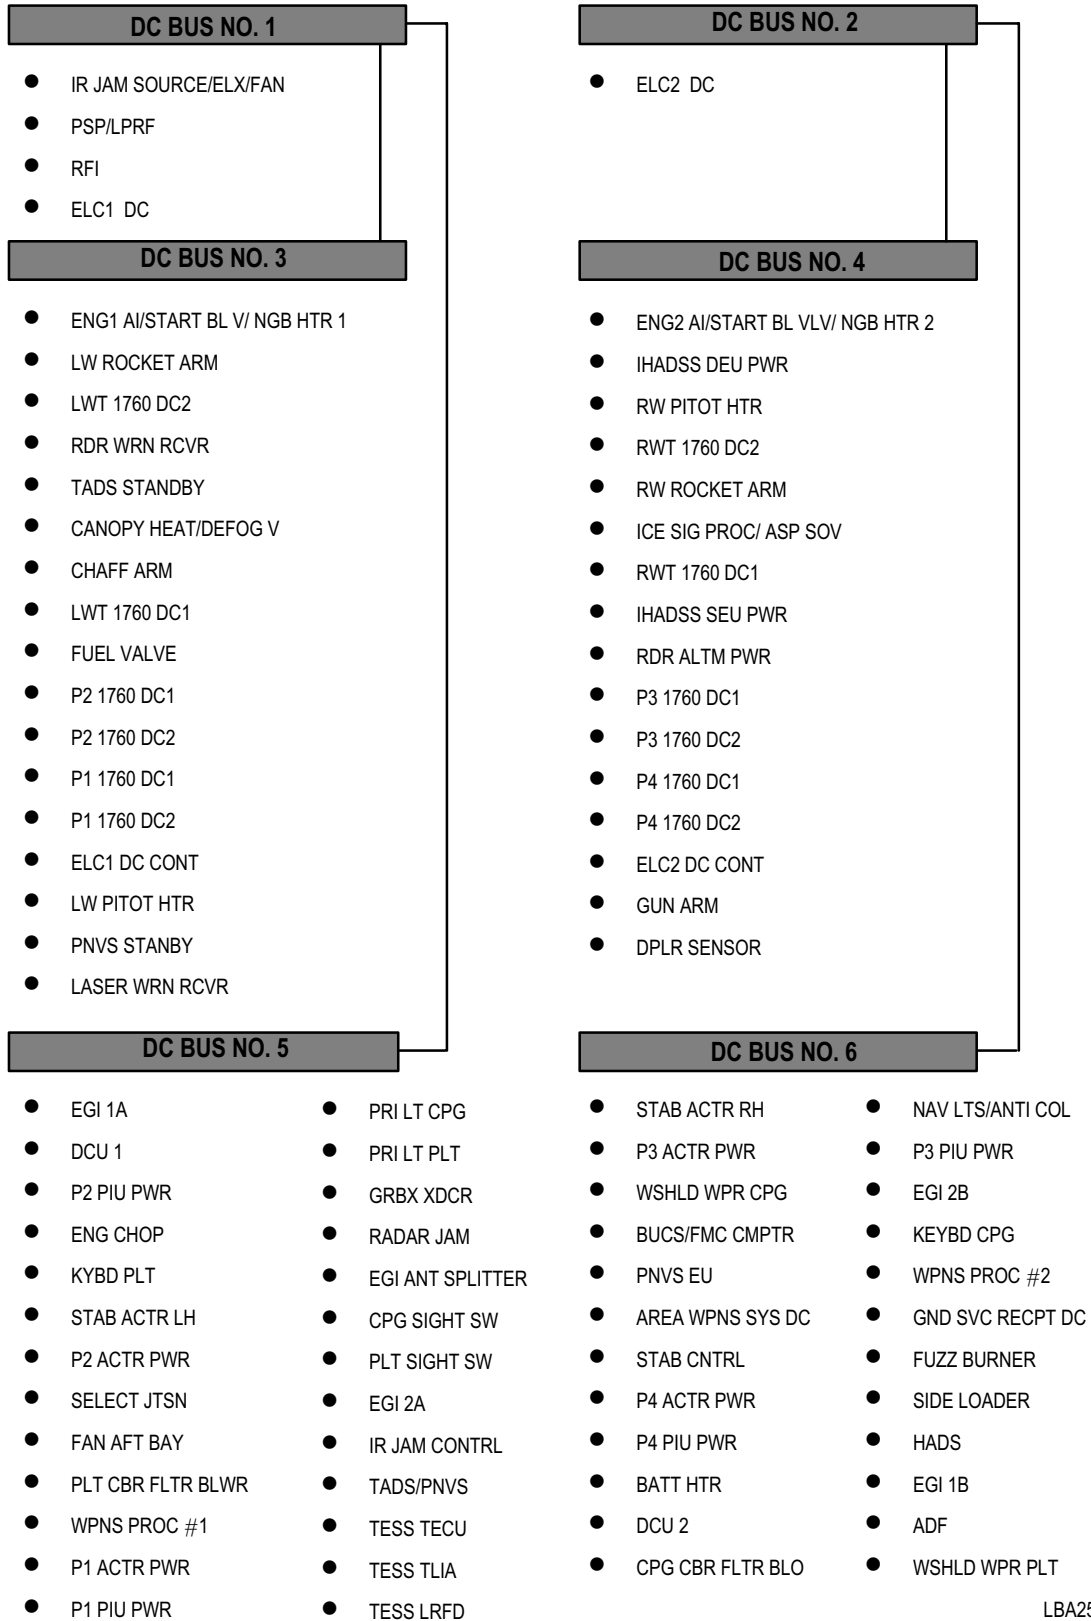 DC BUS NO. 1
IR JAM SOURCE/ELX/FAN
PSP/LPRF
RFI
ELC1 DC
DC BUS NO. 3
ENG1 AI/START BL V/ NGB HTR 1
LW ROCKET ARM
LWT 1760 DC2
RDR WRN RCVR
TADS STANDBY
CANOPY HEAT/DEFOG V
CHAFF ARM
LWT 1760 DC1
FUEL VALVE
P2 1760 DC1
P2 1760 DC2
P1 1760 DC1
P1 1760 DC2
ELC1 DC CONT
LW PITOT HTR
PNVS STANBY
LASER WRN RCVR
DC BUS NO. 5
EGI 1A
DCU 1
P2 PIU PWR
ENG CHOP
KYBD PLT
STAB ACTR LH
P2 ACTR PWR
SELECT JTSN
FAN AFT BAY
PLT CBR FLTR BLWR
WPNS PROC #1
P1 ACTR PWR
P1 PIU PWR
PRI LT CPG
PRI LT PLT
GRBX XDCR
RADAR JAM
EGI ANT SPLITTER
CPG SIGHT SW
PLT SIGHT SW
EGI 2A
IR JAM CONTRL
TADS/PNVS
TESS TECU
TESS TLIA
TESS LRFD
DC BUS NO. 2
ELC2 DC
DC BUS NO. 4
ENG2 AI/START BL VLV/ NGB HTR 2
IHADSS DEU PWR
RW PITOT HTR
RWT 1760 DC2
RW ROCKET ARM
ICE SIG PROC/ ASP SOV
RWT 1760 DC1
IHADSS SEU PWR
RDR ALTM PWR
P3 1760 DC1
P3 1760 DC2
P4 1760 DC1
P4 1760 DC2
ELC2 DC CONT
GUN ARM
DPLR SENSOR
DC BUS NO. 6
STAB ACTR RH
P3 ACTR PWR
WSHLD WPR CPG
BUCS/FMC CMPTR
PNVS EU
AREA WPNS SYS DC
STAB CNTRL
P4 ACTR PWR
P4 PIU PWR
BATT HTR
DCU 2
CPG CBR FLTR BLO
NAV LTS/ANTI COL
P3 PIU PWR
EGI 2B
KEYBD CPG
WPNS PROC #2
GND SVC RECPT DC
FUZZ BURNER
SIDE LOADER
HADS
EGI 1B
ADF
WSHLD WPR PLT